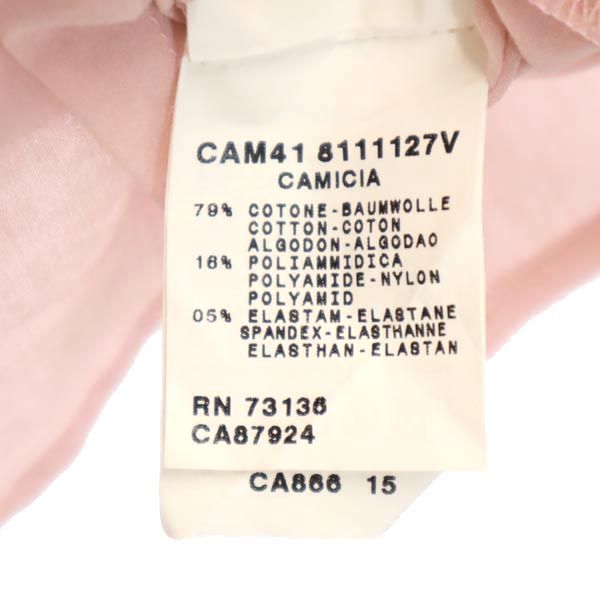 CAM41 8111127V
CAMICIA
79% COTONE-BAUMWOLLE
COTTON-COTON
ALGODON-ALGODAO
16% POLIAMMIDICA
POLYAMIDE-NYLON
POLYAMID
05% ELASTAM-ELASTANE
SPANDEX-ELASTHANNE
ELASTHAN-ELASTAN
RN 73136
CA87924
CA866 15